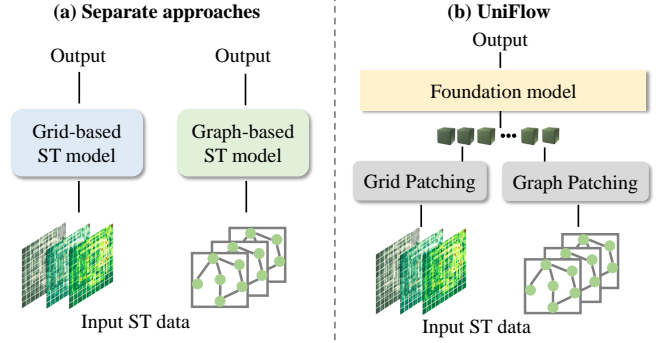 (a) Separate approaches
Output
Output
Grid-based
ST model
Graph-based
ST model
Input ST data
(b) UniFlow
Output
Foundation model
Grid Patching
Graph Patching
Input ST data